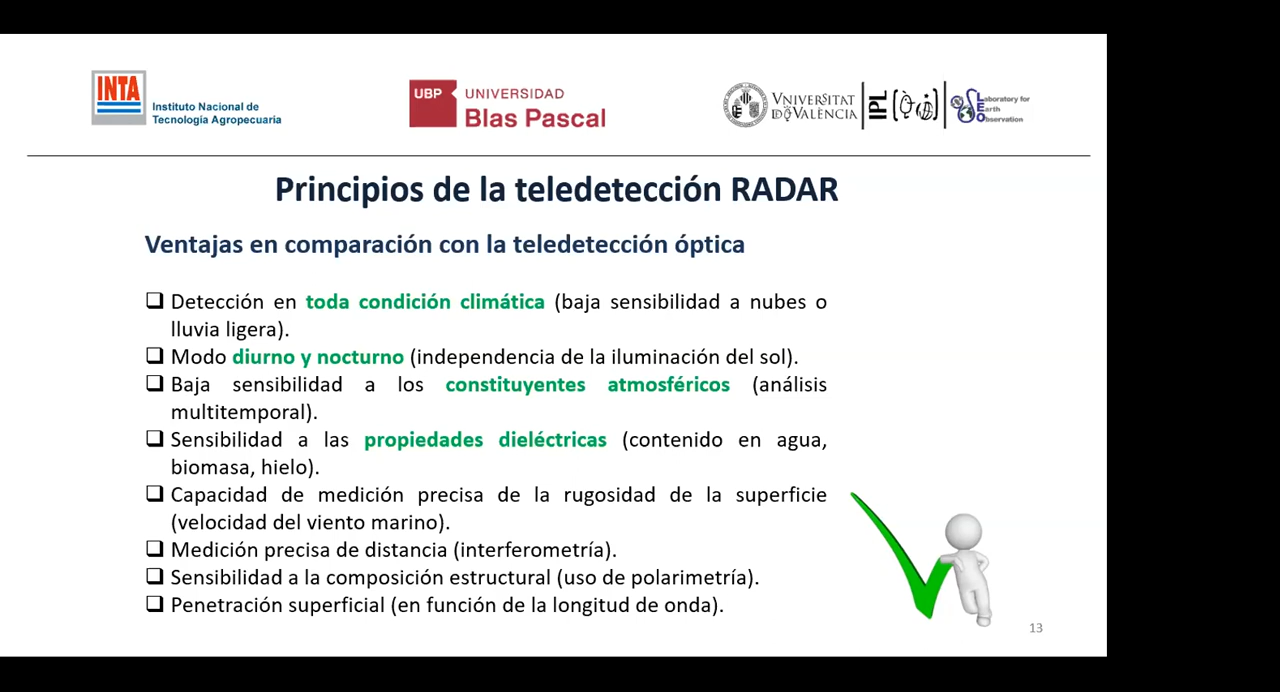 INTA
Instituto Nacional de
Tecnología Agropecuaria
UBP UNIVERSIDAD
Blas Pascal
VNIVERSITAT
DE VALÈNCIA
IPL
LEO
Laboratory for
Earth
Observation
Principios de la teledetección RADAR
Ventajas en comparación con la teledetección óptica
❑ Detección en toda condición climática (baja sensibilidad a nubes o
lluvia ligera).
❑ Modo diurno y nocturno (independencia de la iluminación del sol).
❑ Baja sensibilidad a los constituyentes atmosféricos (análisis
multitemporal).
❑ Sensibilidad a las propiedades dieléctricas (contenido en agua,
biomasa, hielo).
❑ Capacidad de medición precisa de la rugosidad de la superficie
(velocidad del viento marino).
❑ Medición precisa de distancia (interferometría).
❑ Sensibilidad a la composición estructural (uso de polarimetría).
❑ Penetración superficial (en función de la longitud de onda).
13